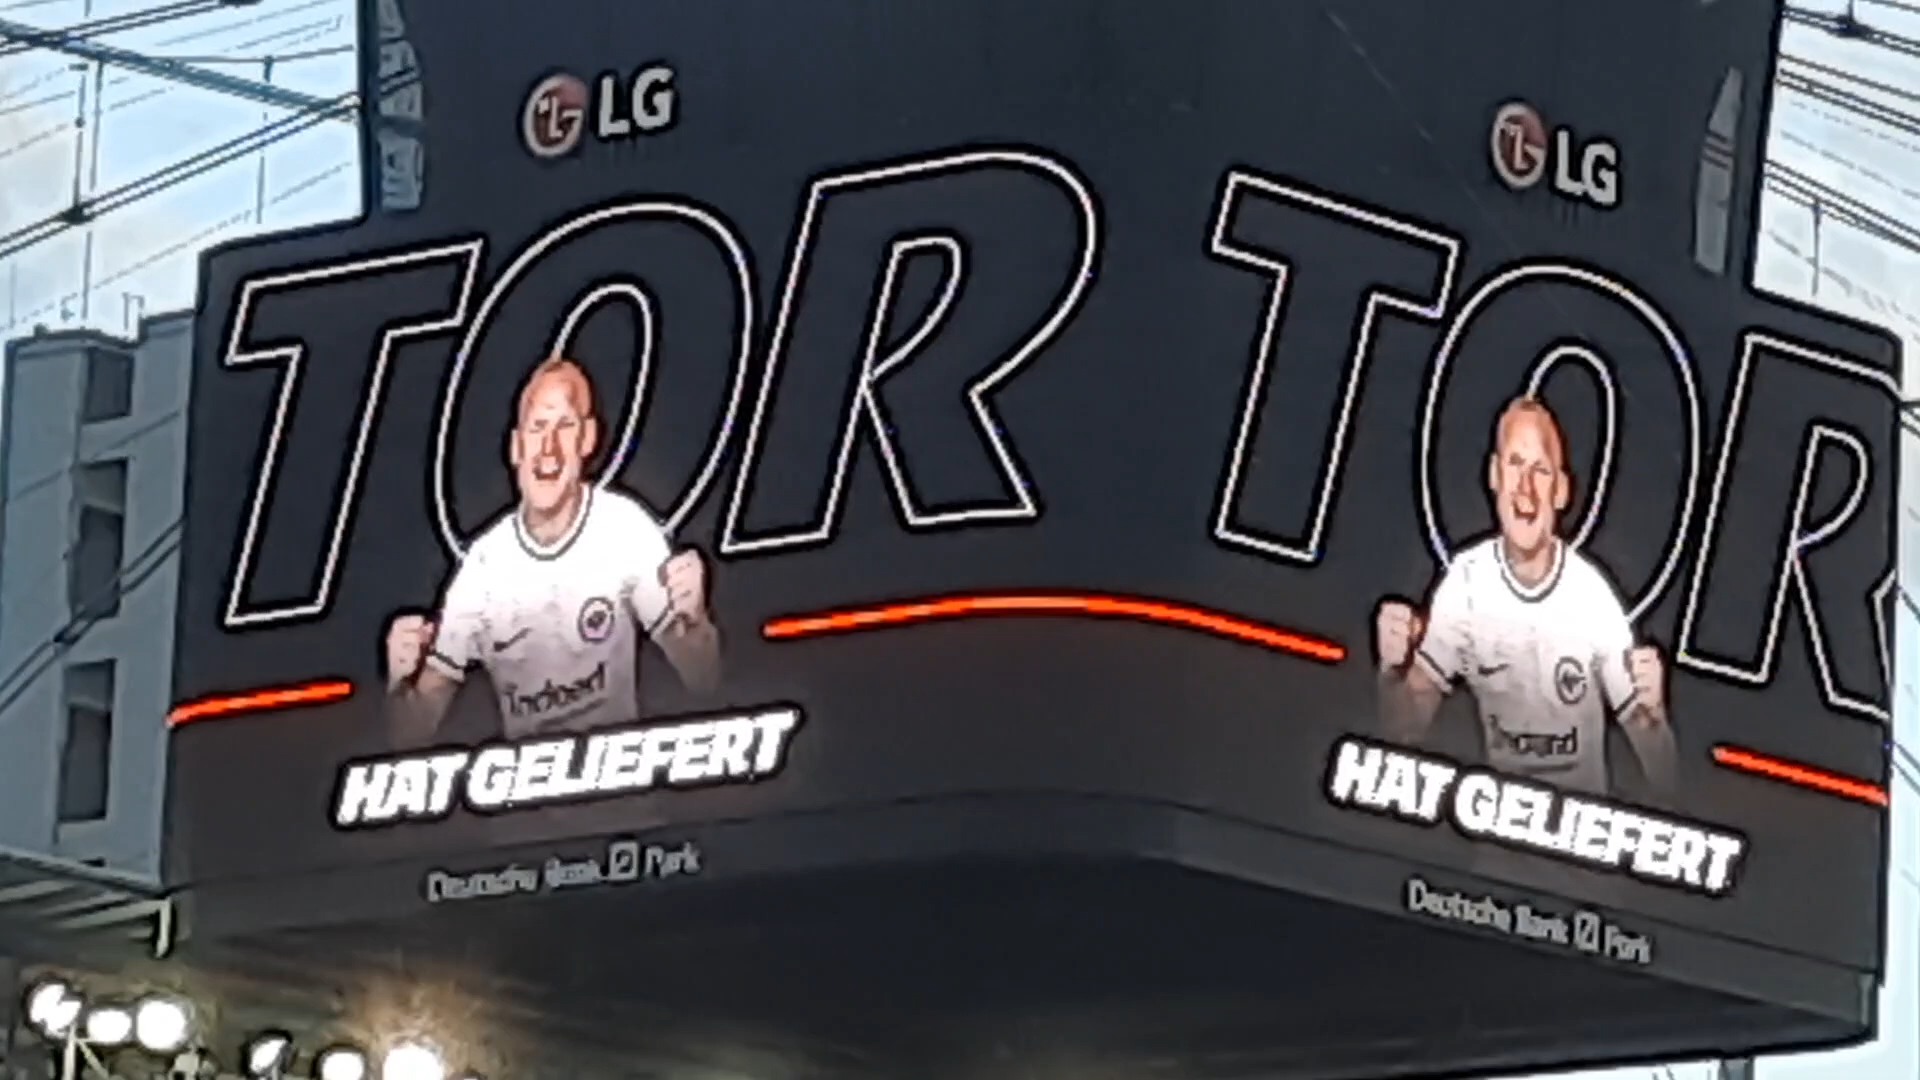 LG
TOR
HAT GELIEFERT
Deutsche Bank Park
LG
TOR
HAT GELIEFERT
Deutsche Bank Park